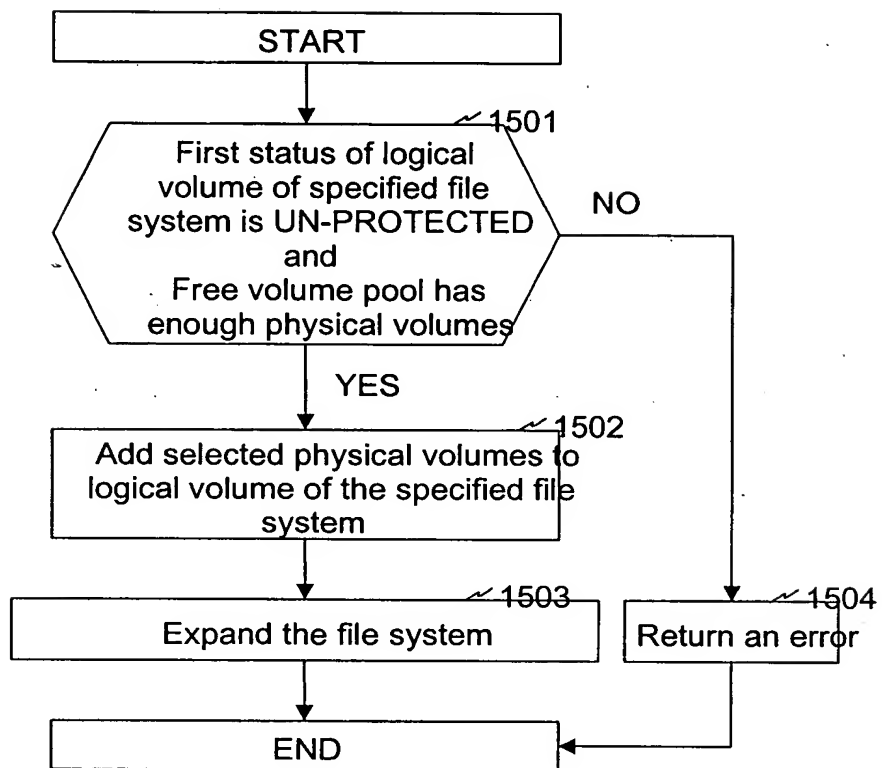 START
1501
First status of logical
volume of specified file
system is UN-PROTECTED
and
Free volume pool has
enough physical volumes
NO
YES
1502
Add selected physical volumes to
logical volume of the specified file
system
1503
Expand the file system
1504
Return an error
END